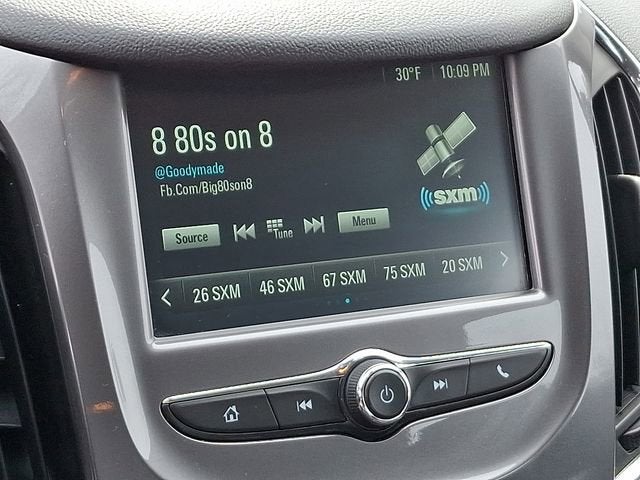 30°F 10:09 PM
8 80s on 8
@Goodymade
Fb.Com/Big80son8
((sxm))
Source Tune Menu
26 SXM 46 SXM 67 SXM 75 SXM 20 SXM